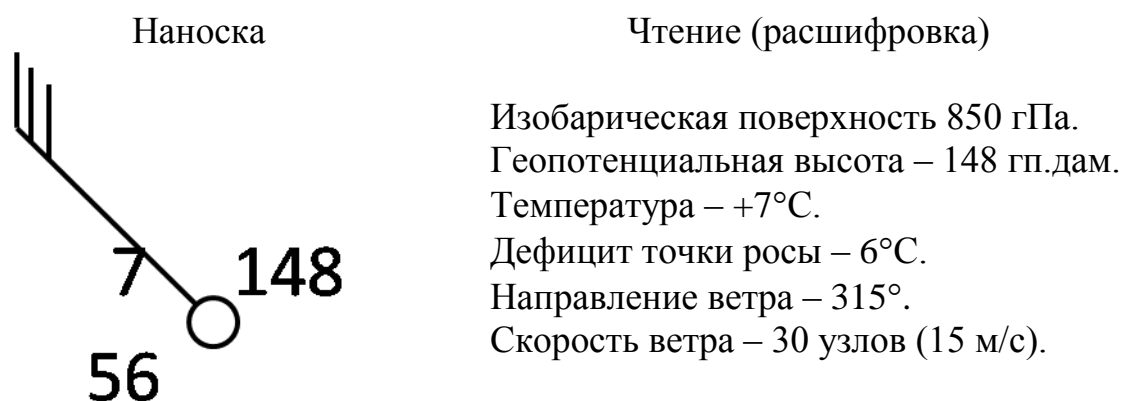 Наноска
Чтение (расшифровка)
7 148
56
Изобарическая поверхность 850 гПа.
Геопотенциальная высота – 148 гп.дам.
Температура – +7°С.
Дефицит точки росы – 6°С.
Направление ветра – 315°.
Скорость ветра – 30 узлов (15 м/с).